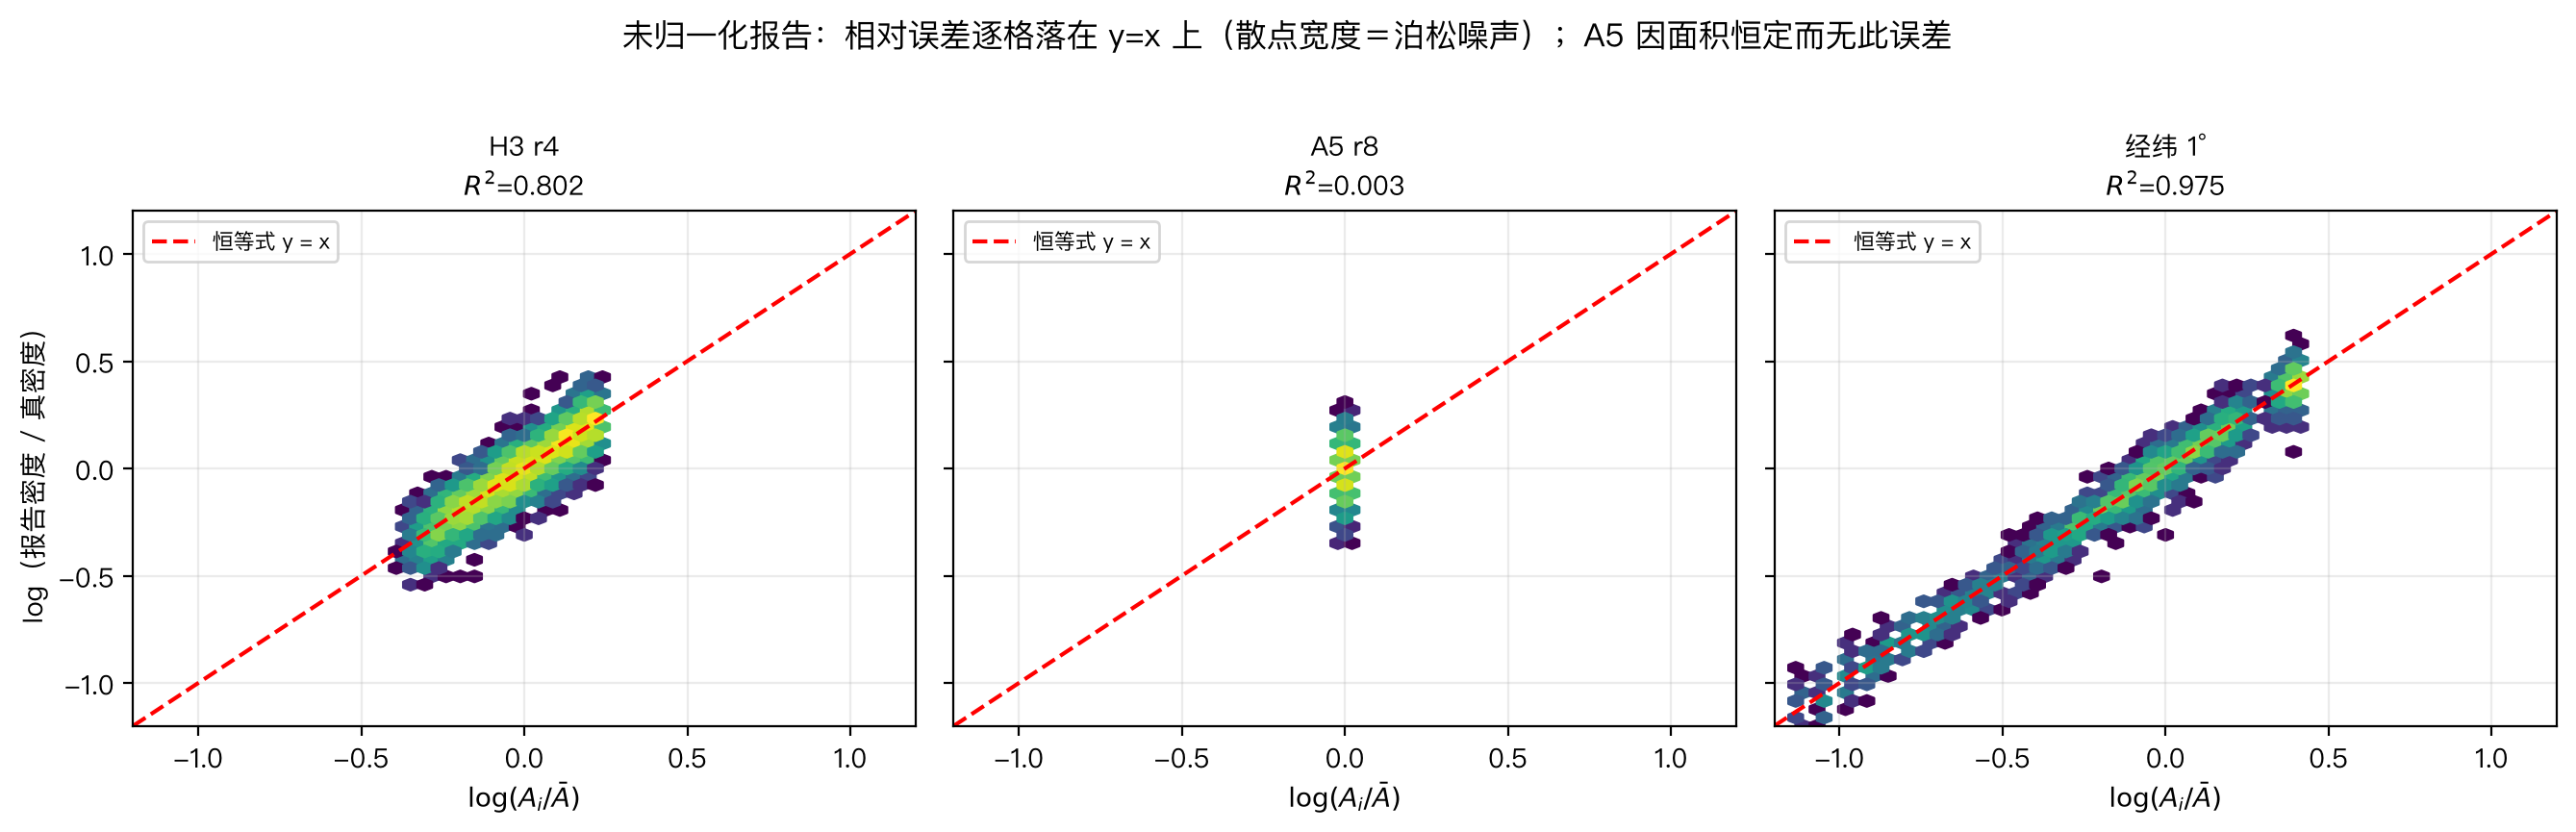 未归一化报告：相对误差逐格落在 y=x 上（散点宽度＝泊松噪声）；A5 因面积恒定而无此误差
H3 r4
R²=0.802
A5 r8
R²=0.003
经纬 1°
R²=0.975
恒等式 y = x
恒等式 y = x
恒等式 y = x
log（报告密度 / 真密度）
1.0
0.5
0.0
−0.5
−1.0
−1.0 −0.5 0.0 0.5 1.0
−1.0 −0.5 0.0 0.5 1.0
−1.0 −0.5 0.0 0.5 1.0
log(Aᵢ/Ā)
log(Aᵢ/Ā)
log(Aᵢ/Ā)